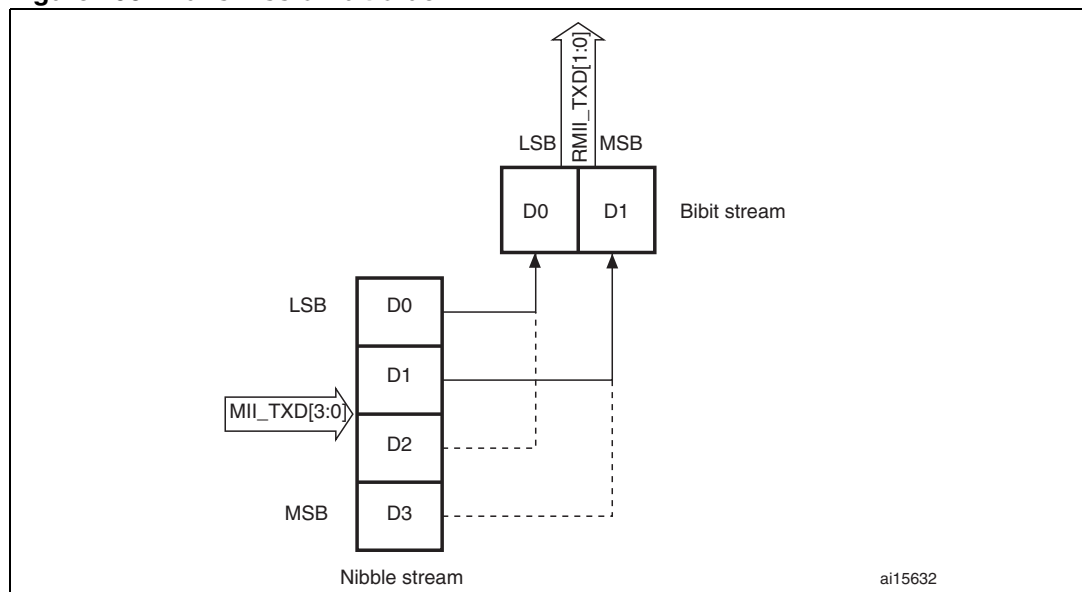 RMII_TXD[1:0]
LSB MSB
D0 D1 Bibit stream
LSB D0
D1
MII_TXD[3:0]
D2
MSB D3
Nibble stream
ai15632